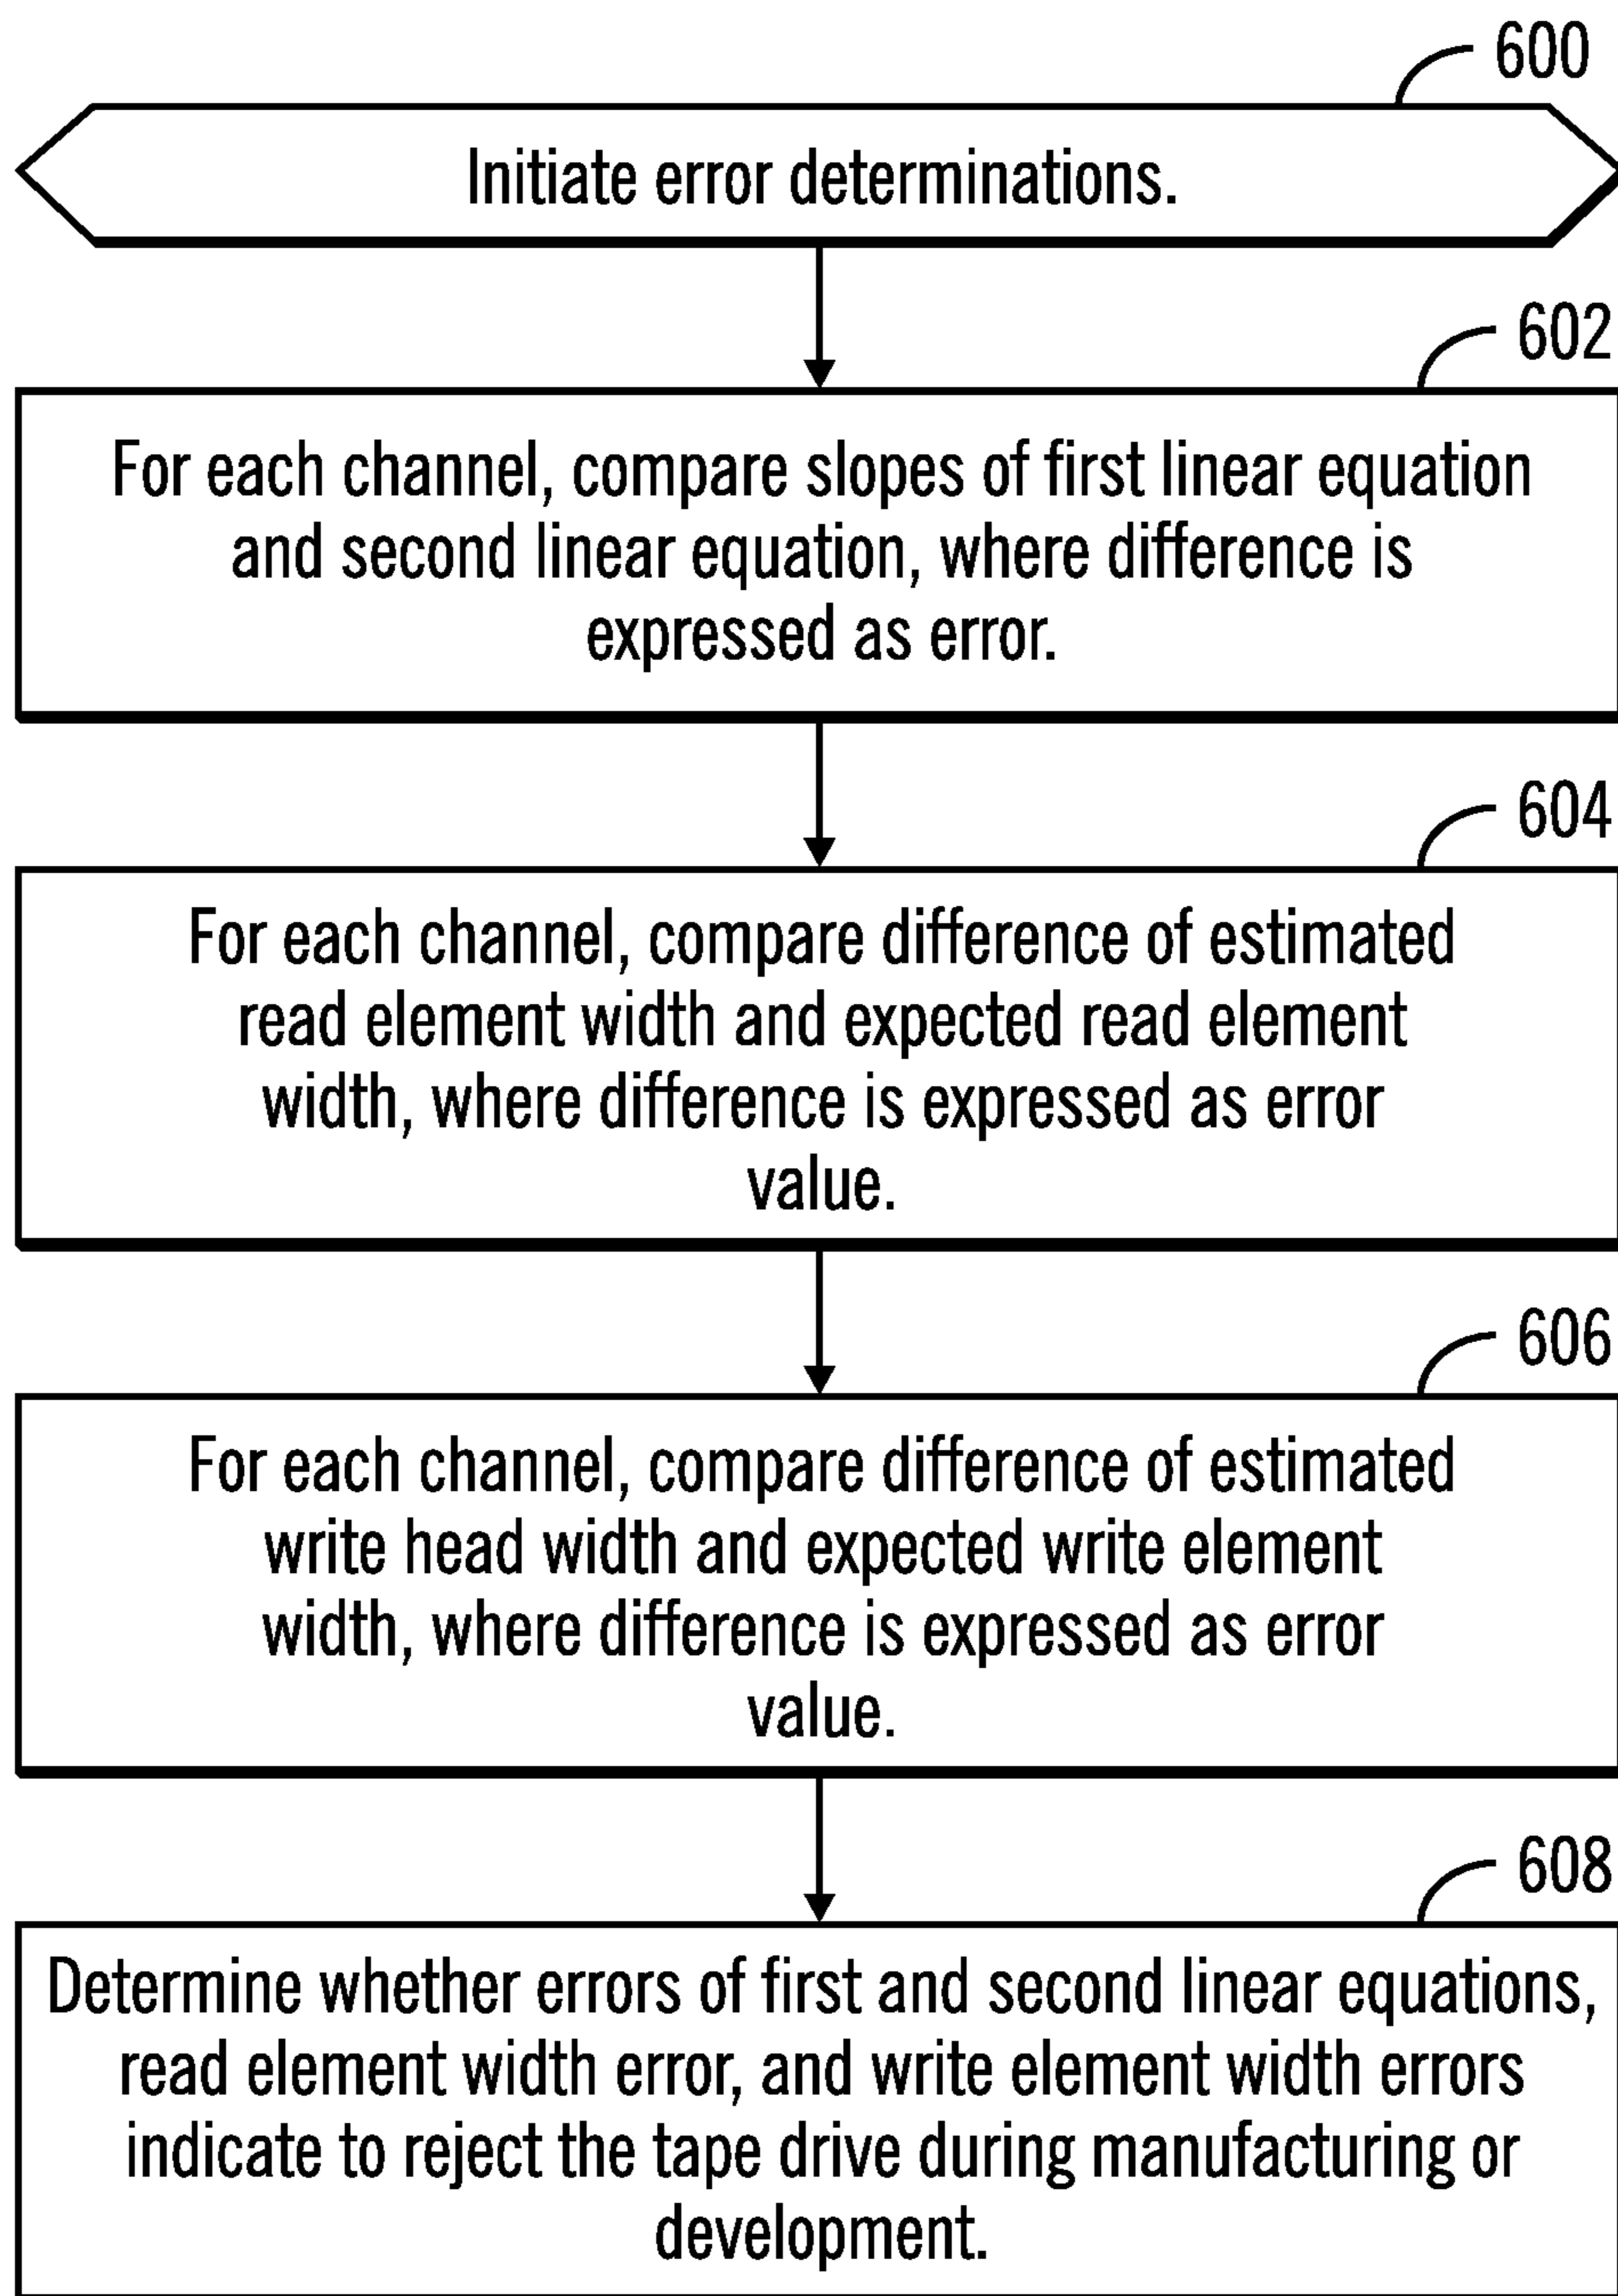 600
Initiate error determinations.
602
For each channel, compare slopes of first linear equation
and second linear equation, where difference is
expressed as error.
604
For each channel, compare difference of estimated
read element width and expected read element
width, where difference is expressed as error
value.
606
For each channel, compare difference of estimated
write head width and expected write element
width, where difference is expressed as error
value.
608
Determine whether errors of first and second linear equations,
read element width error, and write element width errors
indicate to reject the tape drive during manufacturing or
development.